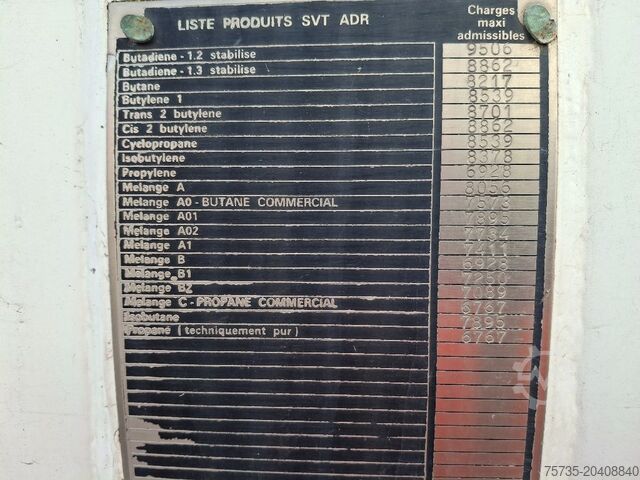 LISTE PRODUITS SVT ADR Charges maxi admissibles
Butadiene - 1.2 stabilise 9506
Butadiene - 1.3 stabilise 8862
Butane 8217
Butylene 1 8539
Trans 2 butylene 8701
Cis 2 butylene 8862
Cyclopropane 8539
Isobutylene 8378
Propylene 6928
Melange A 8056
Melange A0 - BUTANE COMMERCIAL 7573
Melange A01 7895
Melange A02 7734
Melange A1 7411
Melange B 6928
Melange B1
Melange B2 7089
Melange C - PROPANE COMMERCIAL 6767
Isobutane 7895
Propane ( techniquement pur ) 6767
75735-20408840